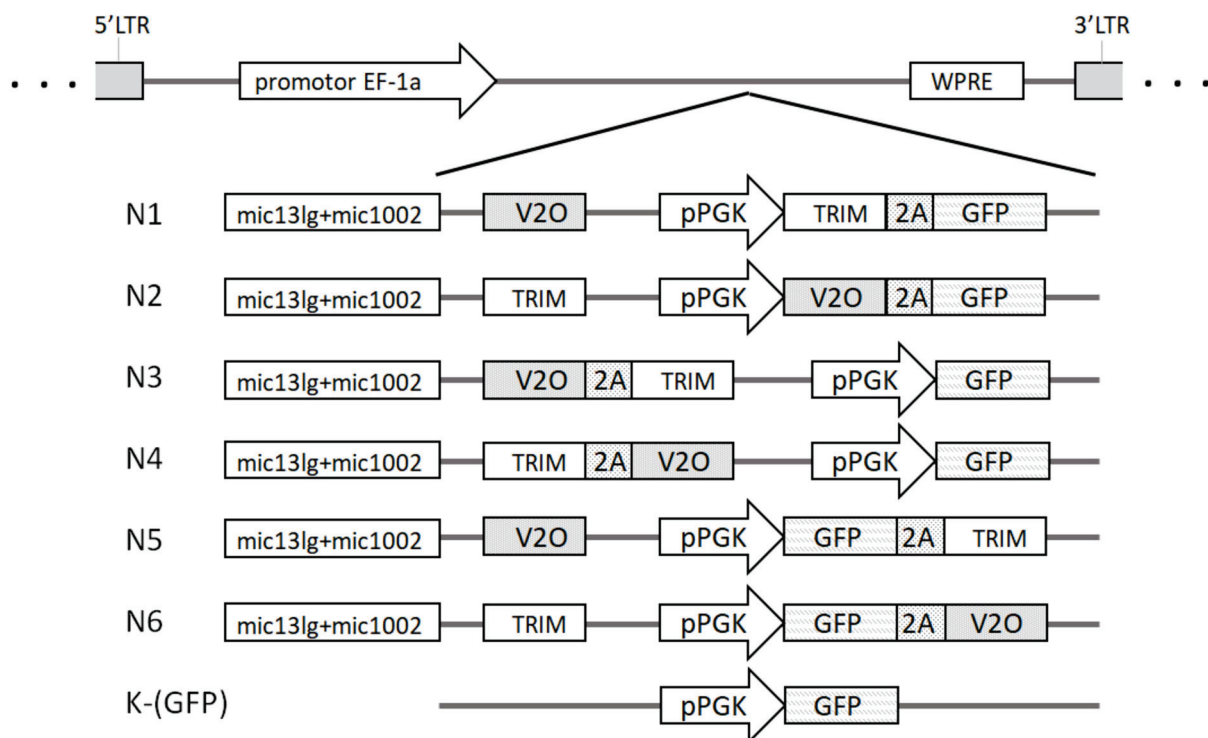 5'LTR 3'LTR
. . . promotor EF-1a WPRE . . .
N1 mic13lg+mic1002 V2O pPGK TRIM 2A GFP
N2 mic13lg+mic1002 TRIM pPGK V2O 2A GFP
N3 mic13lg+mic1002 V2O 2A TRIM pPGK GFP
N4 mic13lg+mic1002 TRIM 2A V2O pPGK GFP
N5 mic13lg+mic1002 V2O pPGK GFP 2A TRIM
N6 mic13lg+mic1002 TRIM pPGK GFP 2A V2O
K-(GFP) pPGK GFP